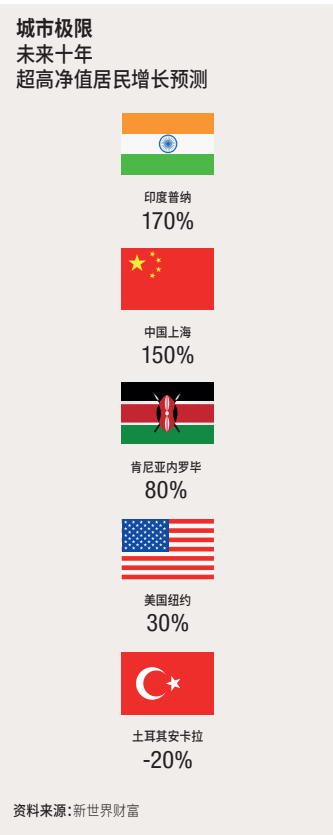 城市极限
未来十年
超高净值居民增长预测
印度普纳
170%
中国上海
150%
肯尼亚内罗毕
80%
美国纽约
30%
土耳其安卡拉
-20%
资料来源:新世界财富